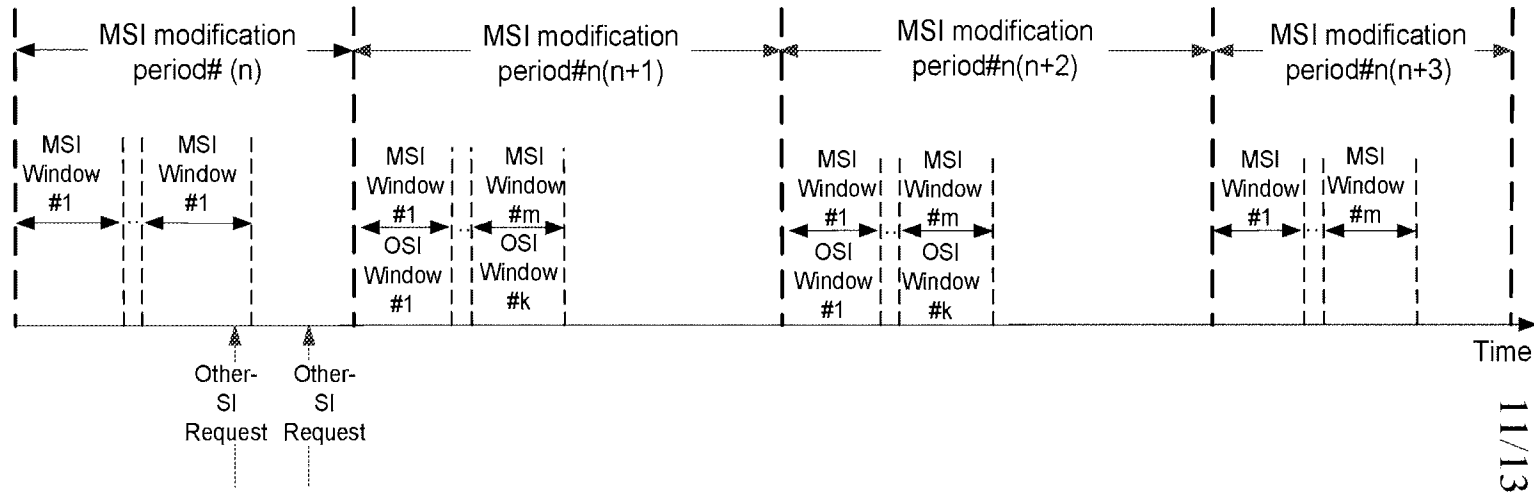 MSI modification
period# (n)
MSI modification
period#n(n+1)
MSI modification
period#n(n+2)
MSI modification
period#n(n+3)
MSI
Window
#1
...
MSI
Window
#1
MSI
Window
#1
OSI
Window
#1
...
MSI
Window
#m
OSI
Window
#k
MSI
Window
#1
OSI
Window
#1
...
MSI
Window
#m
OSI
Window
#k
MSI
Window
#1
...
MSI
Window
#m
Time
Other-
SI
Request
Other-
SI
Request
11/13